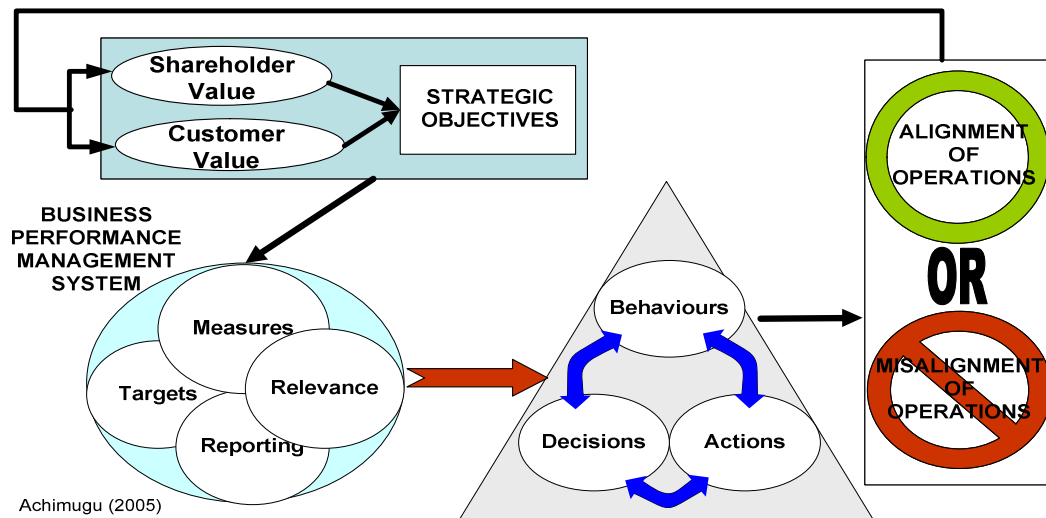 Shareholder
Value
Customer
Value
STRATEGIC
OBJECTIVES
BUSINESS
PERFORMANCE
MANAGEMENT
SYSTEM
Measures
Targets
Relevance
Reporting
Behaviours
Decisions
Actions
ALIGNMENT
OF
OPERATIONS
OR
MISALIGNMENT
OF
OPERATIONS
Achimugu (2005)